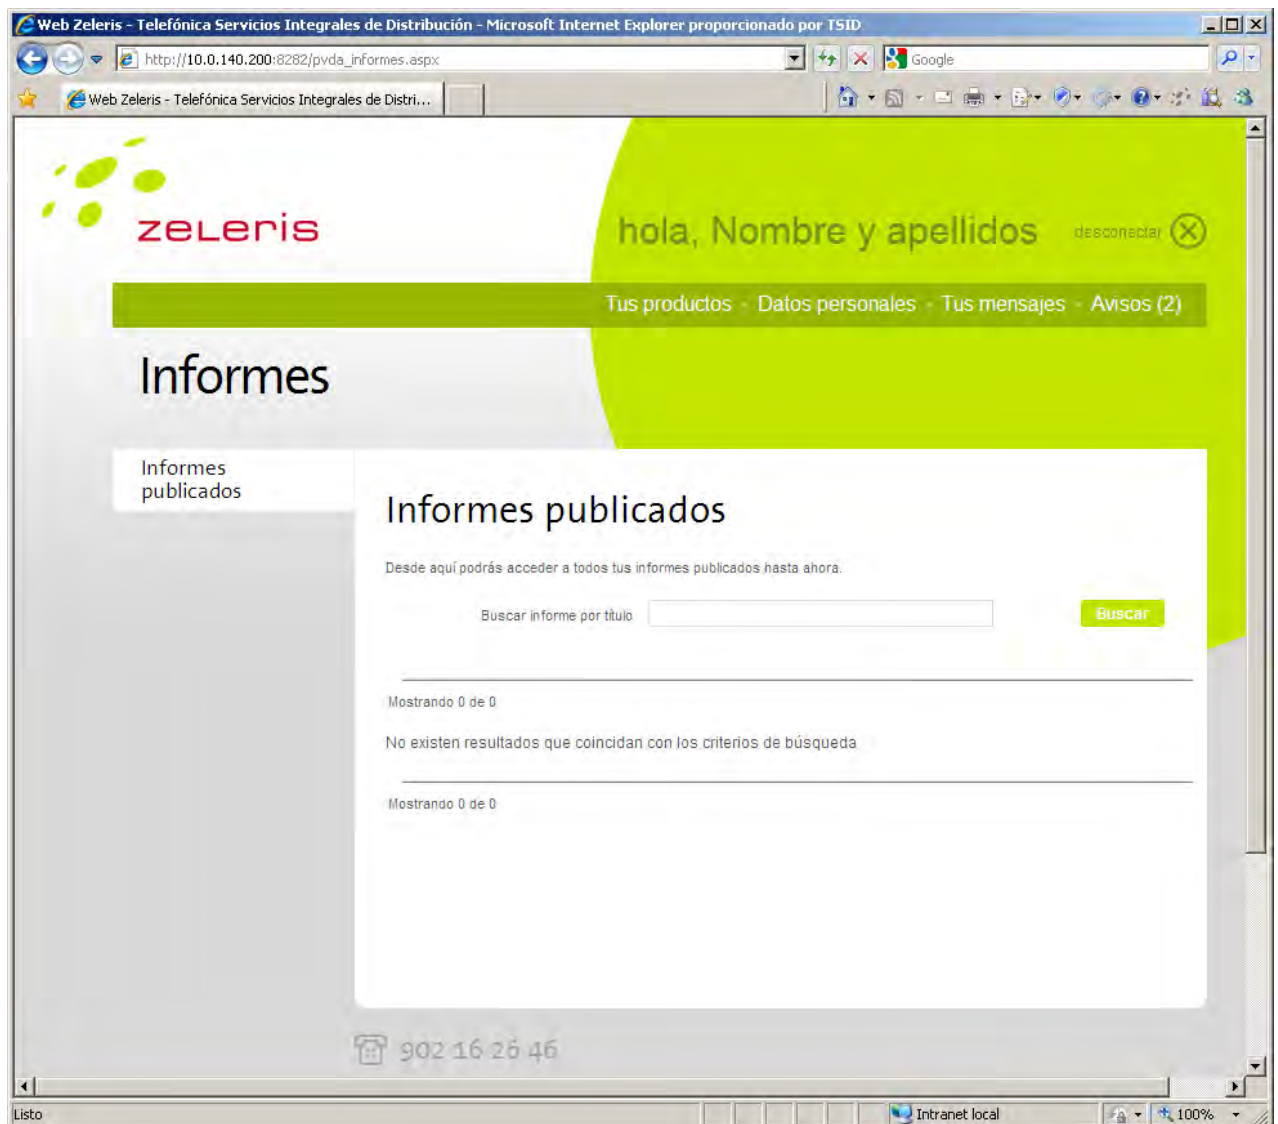 Web Zeleris - Telefónica Servicios Integrales de Distribución - Microsoft Internet Explorer proporcionado por TSID
http://10.0.140.200:8282/pvda_informes.aspx
Google
Web Zeleris - Telefónica Servicios Integrales de Distri...
zeleris
hola, Nombre y apellidos
desconectar
Tus productos - Datos personales - Tus mensajes - Avisos (2)
Informes
Informes
publicados
Informes publicados
Desde aquí podrás acceder a todos tus informes publicados hasta ahora.
Buscar informe por título
Buscar
Mostrando 0 de 0
No existen resultados que coincidan con los criterios de búsqueda
Mostrando 0 de 0
902 16 26 46
Listo
Intranet local
100%